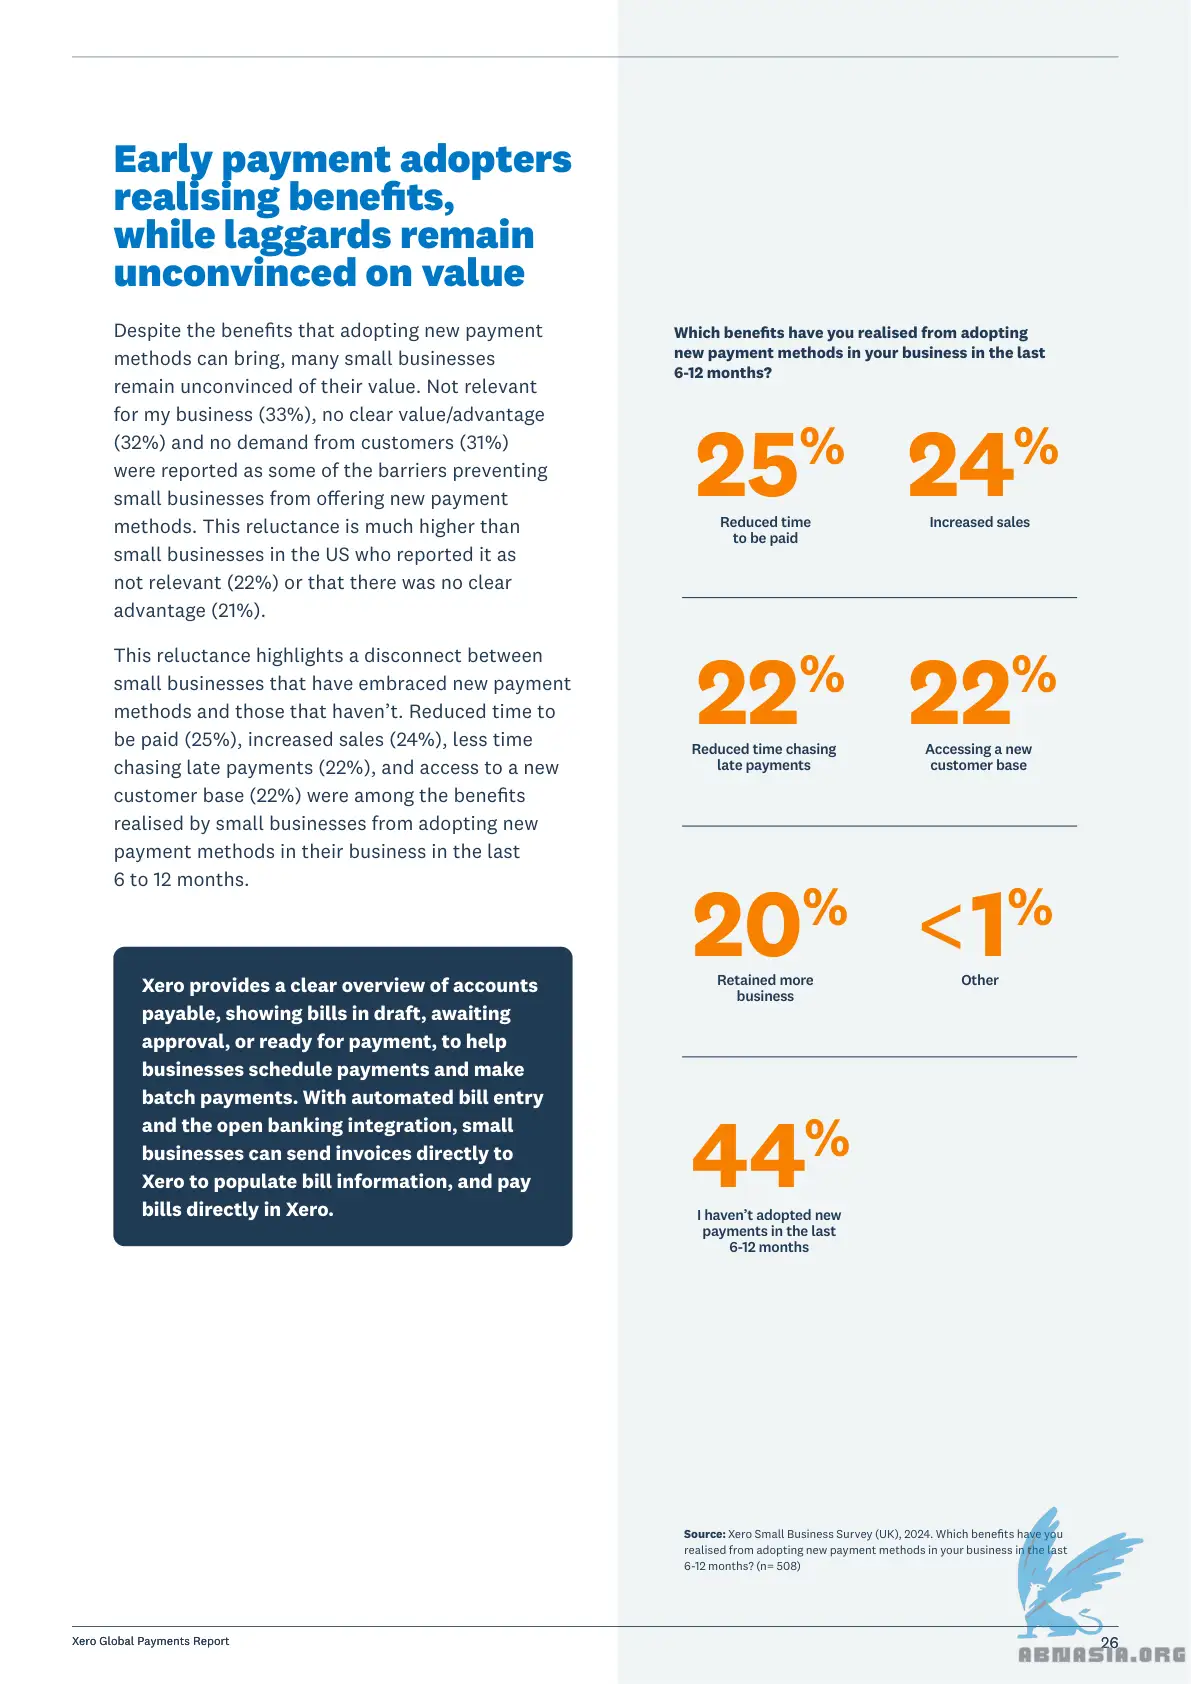 Early payment adopters
realising benefits,
while laggards remain
unconvinced on value
Despite the benefits that adopting new payment
methods can bring, many small businesses
remain unconvinced of their value. Not relevant
for my business (33%), no clear value/advantage
(32%) and no demand from customers (31%)
were reported as some of the barriers preventing
small businesses from offering new payment
methods. This reluctance is much higher than
small businesses in the US who reported it as
not relevant (22%) or that there was no clear
advantage (21%).
This reluctance highlights a disconnect between
small businesses that have embraced new payment
methods and those that haven’t. Reduced time to
be paid (25%), increased sales (24%), less time
chasing late payments (22%), and access to a new
customer base (22%) were among the benefits
realised by small businesses from adopting new
payment methods in their business in the last
6 to 12 months.
Xero provides a clear overview of accounts
payable, showing bills in draft, awaiting
approval, or ready for payment, to help
businesses schedule payments and make
batch payments. With automated bill entry
and the open banking integration, small
businesses can send invoices directly to
Xero to populate bill information, and pay
bills directly in Xero.
Which benefits have you realised from adopting
new payment methods in your business in the last
6-12 months?
25%
Reduced time
to be paid
24%
Increased sales
22%
Reduced time chasing
late payments
22%
Accessing a new
customer base
20%
Retained more
business
<1%
Other
44%
I haven’t adopted new
payments in the last
6-12 months
Source: Xero Small Business Survey (UK), 2024. Which benefits have you
realised from adopting new payment methods in your business in the last
6-12 months? (n= 508)
Xero Global Payments Report
26
ABNASIA.ORG